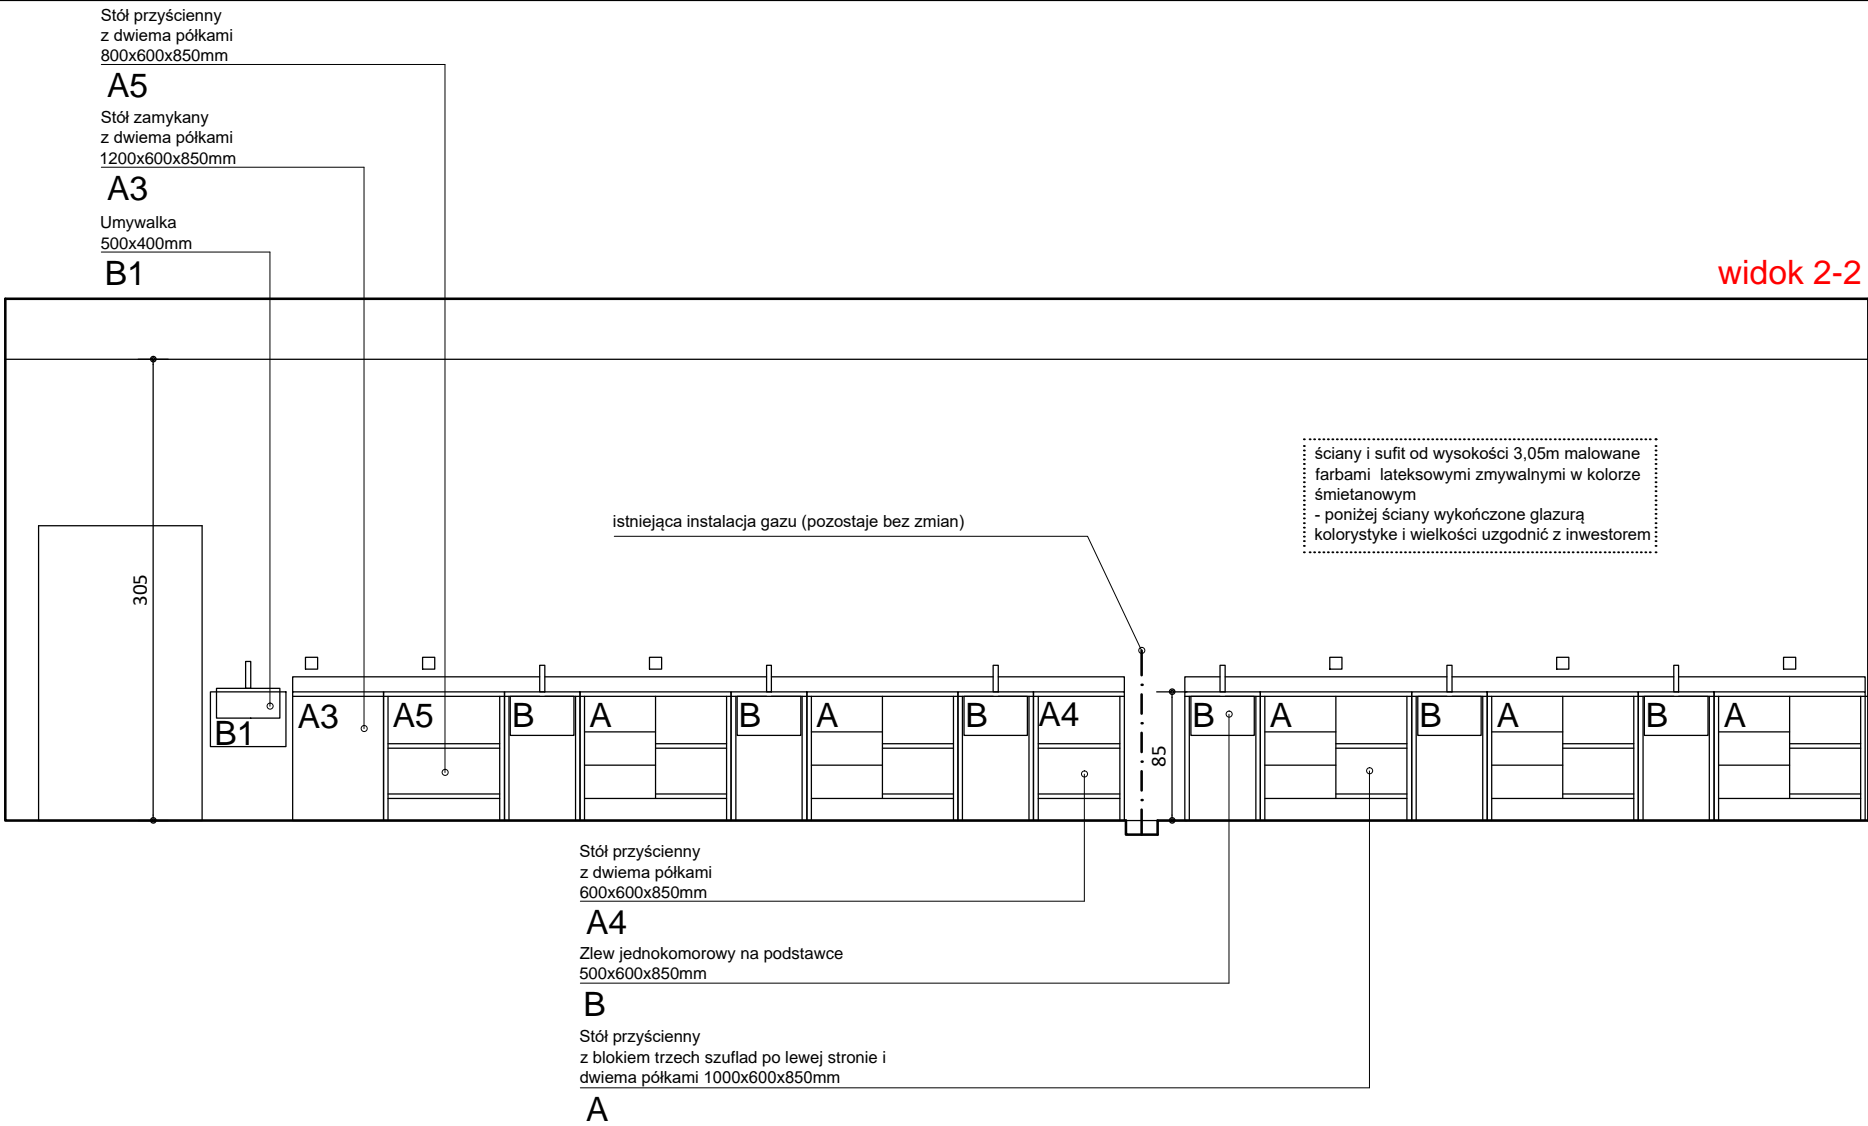 Stół przyścienny
z dwiema półkami
800x600x850mm
A5
Stół zamykany
z dwiema półkami
1200x600x850mm
A3
Umywalka
500x400mm
B1
widok 2-2
ściany i sufit od wysokości 3,05m malowane
farbami lateksowymi zmywalnymi w kolorze
śmietanowym
- poniżej ściany wykończone glazurą
kolorystyke i wielkości uzgodnić z inwestorem
istniejąca instalacja gazu (pozostaje bez zmian)
305
B1 A3 A5 B A B A B A4 B A B A B A
85
Stół przyścienny
z dwiema półkami
600x600x850mm
A4
Zlew jednokomorowy na podstawce
500x600x850mm
B
Stół przyścienny
z blokiem trzech szuflad po lewej stronie i
dwiema półkami 1000x600x850mm
A